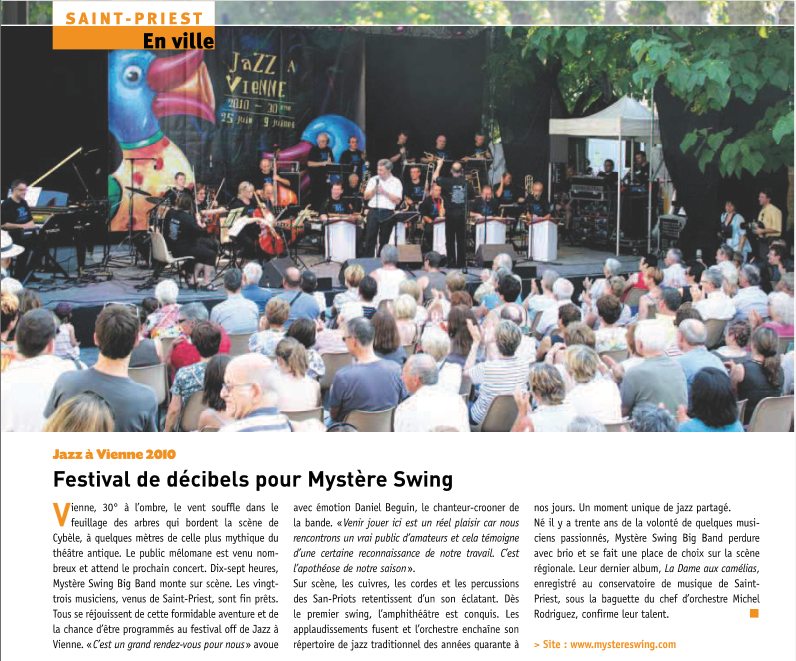 SAINT-PRIEST
En ville
JaZZ A
VIENNE
2010 – 30ème
25 juin 9 juillet
Jazz à Vienne 2010
Festival de décibels pour Mystère Swing
Vienne, 30° à l'ombre, le vent souffle dans le
feuillage des arbres qui bordent la scène de
Cybèle, à quelques mètres de celle plus mythique du
théâtre antique. Le public mélomane est venu nom-
breux et attend le prochain concert. Dix-sept heures,
Mystère Swing Big Band monte sur scène. Les vingt-
trois musiciens, venus de Saint-Priest, sont fin prêts.
Tous se réjouissent de cette formidable aventure et de
la chance d'être programmés au festival off de Jazz à
Vienne. «C'est un grand rendez-vous pour nous» avoue
avec émotion Daniel Beguin, le chanteur-crooner de
la bande. «Venir jouer ici est un réel plaisir car nous
rencontrons un vrai public d'amateurs et cela témoigne
d'une certaine reconnaissance de notre travail. C'est
l'apothéose de notre saison».
Sur scène, les cuivres, les cordes et les percussions
des San-Priots retentissent d'un son éclatant. Dès
le premier swing, l'amphithéâtre est conquis. Les
applaudissements fusent et l'orchestre enchaîne son
répertoire de jazz traditionnel des années quarante à
nos jours. Un moment unique de jazz partagé.
Né il y a trente ans de la volonté de quelques musi-
ciens passionnés, Mystère Swing Big Band perdure
avec brio et se fait une place de choix sur la scène
régionale. Leur dernier album, La Dame aux camélias,
enregistré au conservatoire de musique de Saint-
Priest, sous la baguette du chef d'orchestre Michel
Rodriguez, confirme leur talent.
> Site : www.mystereswing.com